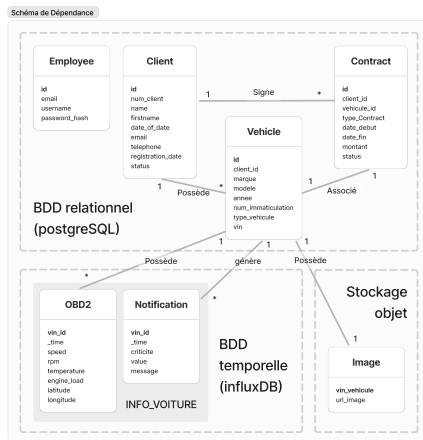 Schéma de Dépendance
Employee
id
email
username
password_hash
Client
id
num_client
name
firstname
date_of_date
email
telephone
registration_date
status
Contract
id
client_id
vehicule_id
type_Contract
date_debut
date_fin
montant
status
1
Signe
*
Vehicle
id
client_id
marque
modele
annee
num_immaticulation
type_vehicule
vin
1
Possède
*
1
Associé
1
BDD relationnel
(postgreSQL)
1
Possède
*
1
génère
*
1
Possède
1
OBD2
vin_id
_time
speed
rpm
temperature
engine_load
latitude
longitude
Notification
vin_id
_time
criticite
value
message
INFO_VOITURE
BDD
temporelle
(influxDB)
Stockage
objet
Image
vin_vehicule
url_image